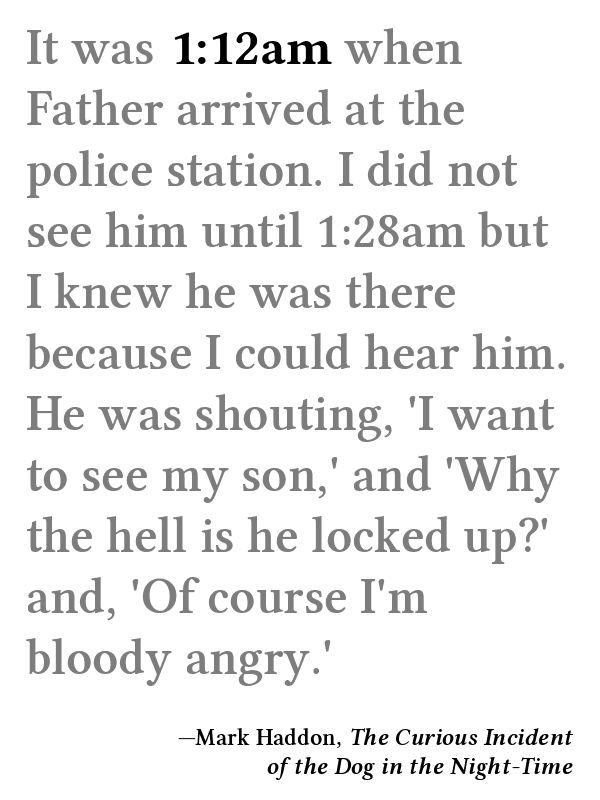 It was 1:12am when
Father arrived at the
police station. I did not
see him until 1:28am but
I knew he was there
because I could hear him.
He was shouting, 'I want
to see my son,' and 'Why
the hell is he locked up?'
and, 'Of course I'm
bloody angry.'
—Mark Haddon, The Curious Incident
of the Dog in the Night-Time